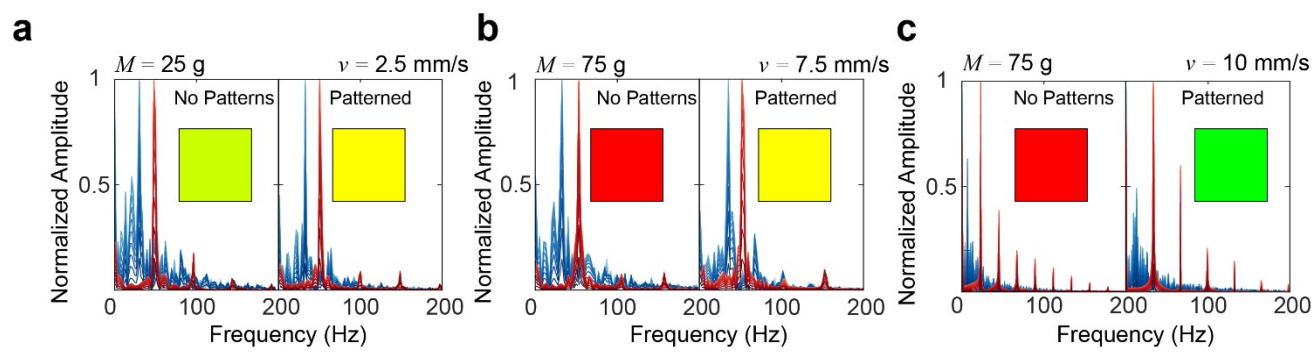 a
M = 25 g
v = 2.5 mm/s
No Patterns
Patterned
1
0.5
Normalized Amplitude
0
100
200
100
200
Frequency (Hz)
b
M = 75 g
v = 7.5 mm/s
No Patterns
Patterned
1
0.5
Normalized Amplitude
0
100
200
100
200
Frequency (Hz)
c
M = 75 g
v = 10 mm/s
No Patterns
Patterned
1
0.5
Normalized Amplitude
0
100
200
100
200
Frequency (Hz)